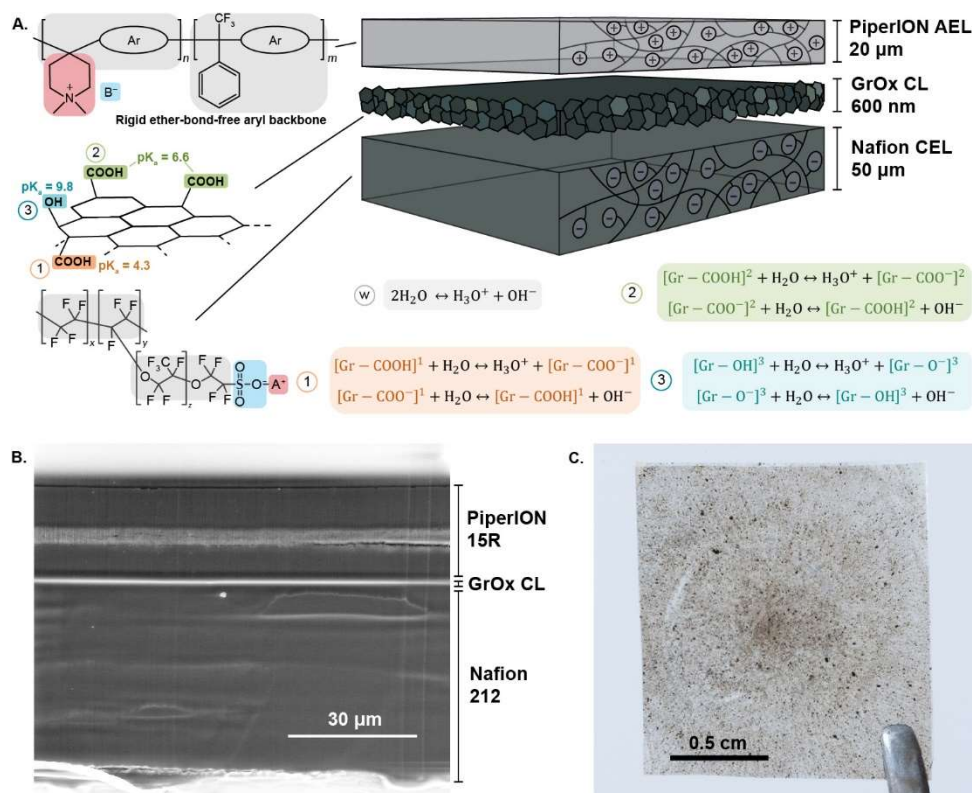 A.
Ar
n
Ar
m
CF₃
N
+
B⁻
Rigid ether-bond-free aryl backbone
PiperION AEL
20 µm
GrOx CL
600 nm
Nafion CEL
50 µm
2
COOH
pKₐ = 6.6
COOH
pKₐ = 9.8
OH
3
1
COOH
pKₐ = 4.3
w
2H₂O ↔ H₃O⁺ + OH⁻
2
[Gr − COOH]² + H₂O ↔ H₃O⁺ + [Gr − COO⁻]²
[Gr − COO⁻]² + H₂O ↔ [Gr − COOH]² + OH⁻
1
[Gr − COOH]¹ + H₂O ↔ H₃O⁺ + [Gr − COO⁻]¹
[Gr − COO⁻]¹ + H₂O ↔ [Gr − COOH]¹ + OH⁻
3
[Gr − OH]³ + H₂O ↔ H₃O⁺ + [Gr − O⁻]³
[Gr − O⁻]³ + H₂O ↔ [Gr − OH]³ + OH⁻
F F F F
F F F
x
y
F F₃C F F F
O O S O A⁺
F F F F
O
O
B.
PiperION
15R
GrOx CL
Nafion
212
30 µm
C.
0.5 cm